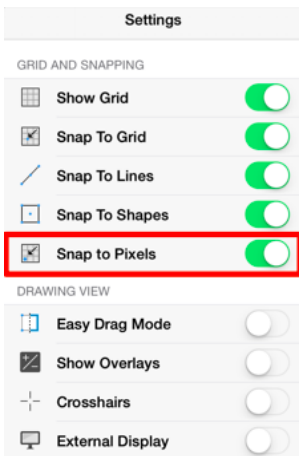 Settings
GRID AND SNAPPING
Show Grid
Snap To Grid
Snap To Lines
Snap To Shapes
Snap to Pixels
DRAWING VIEW
Easy Drag Mode
Show Overlays
Crosshairs
External Display